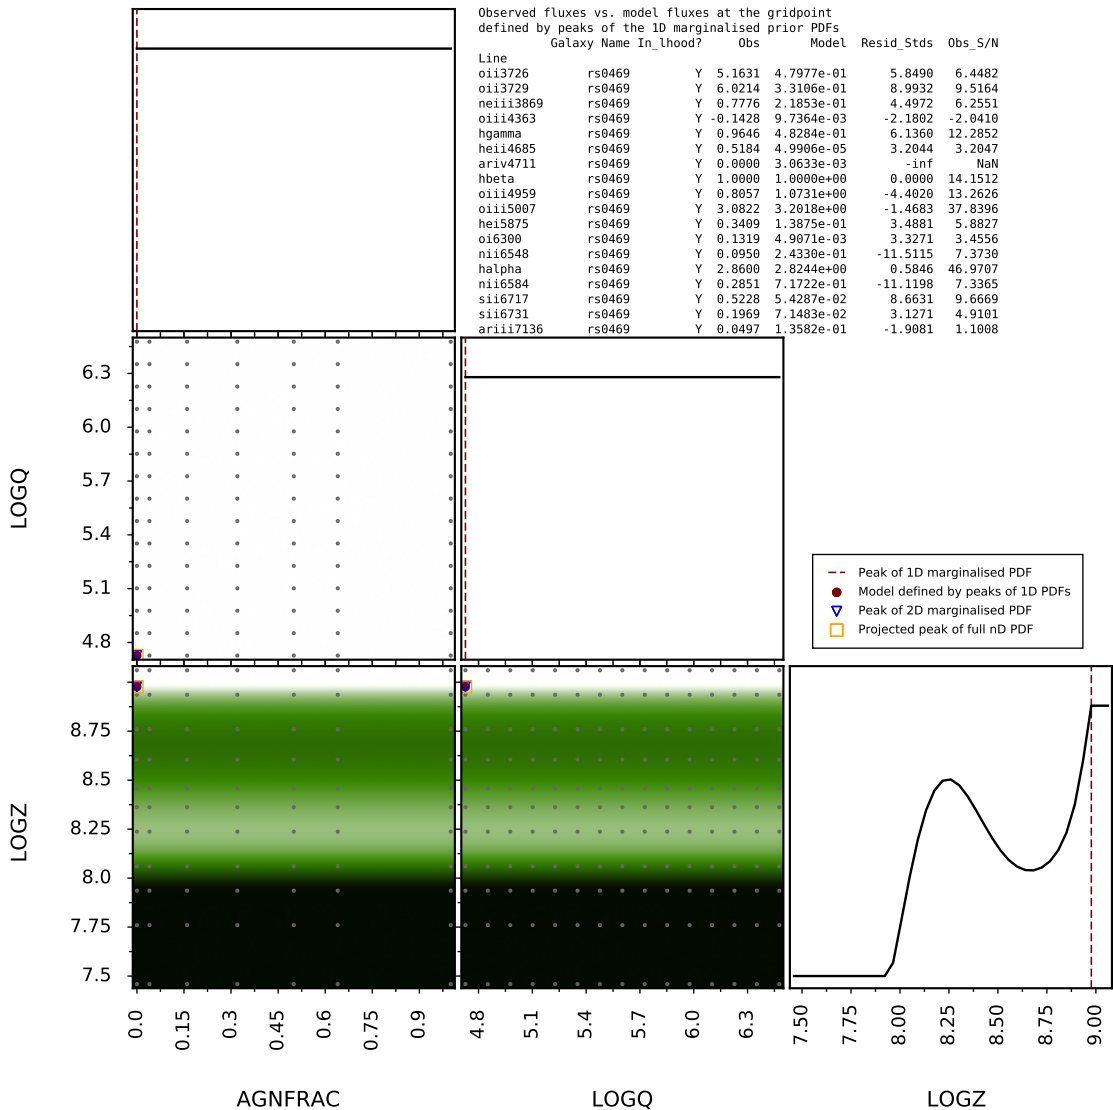 Observed fluxes vs. model fluxes at the gridpoint
defined by peaks of the 1D marginalised prior PDFs
Galaxy Name In_lhood? Obs Model Resid_Stds Obs_S/N
Line
oii3726 rs0469 Y 5.1631 4.7977e-01 5.8490 6.4482
oii3729 rs0469 Y 6.0214 3.3106e-01 8.9932 9.5164
neiii3869 rs0469 Y 0.7776 2.1853e-01 4.4972 6.2551
oiii4363 rs0469 Y -0.1428 9.7364e-03 -2.1802 -2.0410
hgamma rs0469 Y 0.9646 4.8284e-01 6.1360 12.2852
heii4685 rs0469 Y 0.5184 4.9906e-05 3.2044 3.2047
ariv4711 rs0469 Y 0.0000 3.0633e-03 -inf NaN
hbeta rs0469 Y 1.0000 1.0000e+00 0.0000 14.1512
oiii4959 rs0469 Y 0.8057 1.0731e+00 -4.4020 13.2626
oiii5007 rs0469 Y 3.0822 3.2018e+00 -1.4683 37.8396
hei5875 rs0469 Y 0.3409 1.3875e-01 3.4881 5.8827
oi6300 rs0469 Y 0.1319 4.9071e-03 3.3271 3.4556
nii6548 rs0469 Y 0.0950 2.4330e-01 -11.5115 7.3730
halpha rs0469 Y 2.8600 2.8244e+00 0.5846 46.9707
nii6584 rs0469 Y 0.2851 7.1722e-01 -11.1198 7.3365
sii6717 rs0469 Y 0.5228 5.4287e-02 8.6631 9.6669
sii6731 rs0469 Y 0.1969 7.1483e-02 3.1271 4.9101
ariii7136 rs0469 Y 0.0497 1.3582e-01 -1.9081 1.1008
LOGQ
6.3
6.0
5.7
5.4
5.1
4.8
Peak of 1D marginalised PDF
Model defined by peaks of 1D PDFs
Peak of 2D marginalised PDF
Projected peak of full nD PDF
LOGZ
8.75
8.5
8.25
8.0
7.75
7.5
0.0 0.15 0.3 0.45 0.6 0.75 0.9
4.8 5.1 5.4 5.7 6.0 6.3
7.50 7.75 8.00 8.25 8.50 8.75 9.00
AGNFRAC LOGQ LOGZ